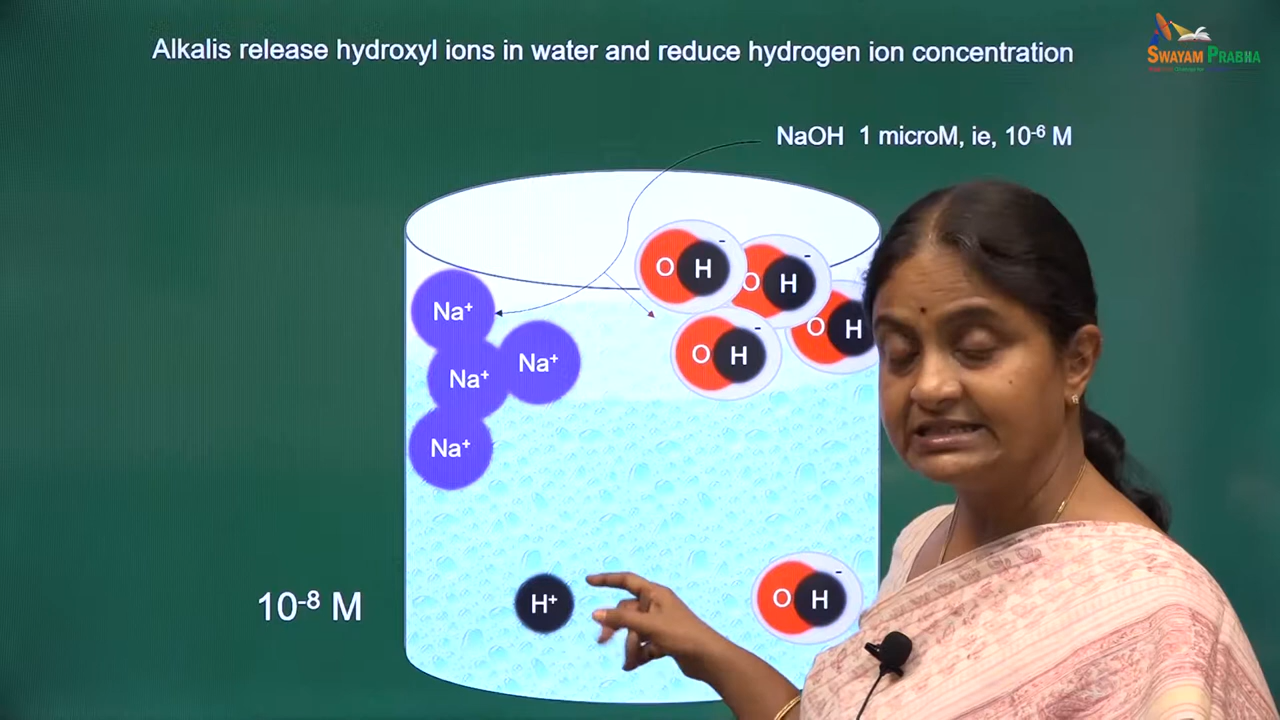 Alkalis release hydroxyl ions in water and reduce hydrogen ion concentration
SWAYAM PRABHA
NaOH 1 microM, ie, 10⁻⁶ M
O H -
O H -
Na⁺
O H
O H -
Na⁺
Na⁺
Na⁺
10⁻⁸ M
H⁺
O H -